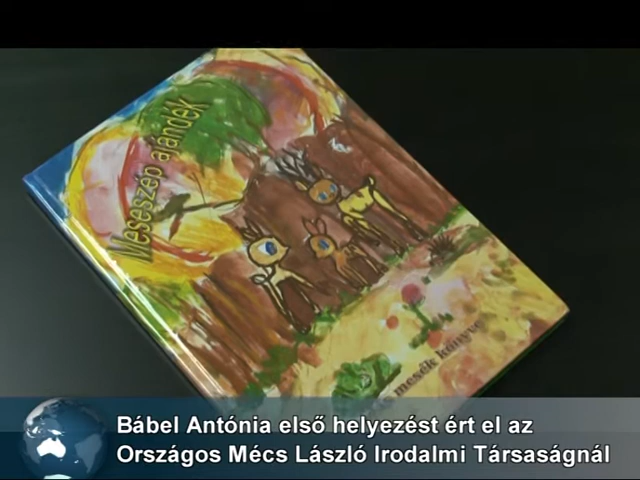 Meseszép ajándék
mesék könyve
Bábel Antónia első helyezést ért el az
Országos Mécs László Irodalmi Társaságnál